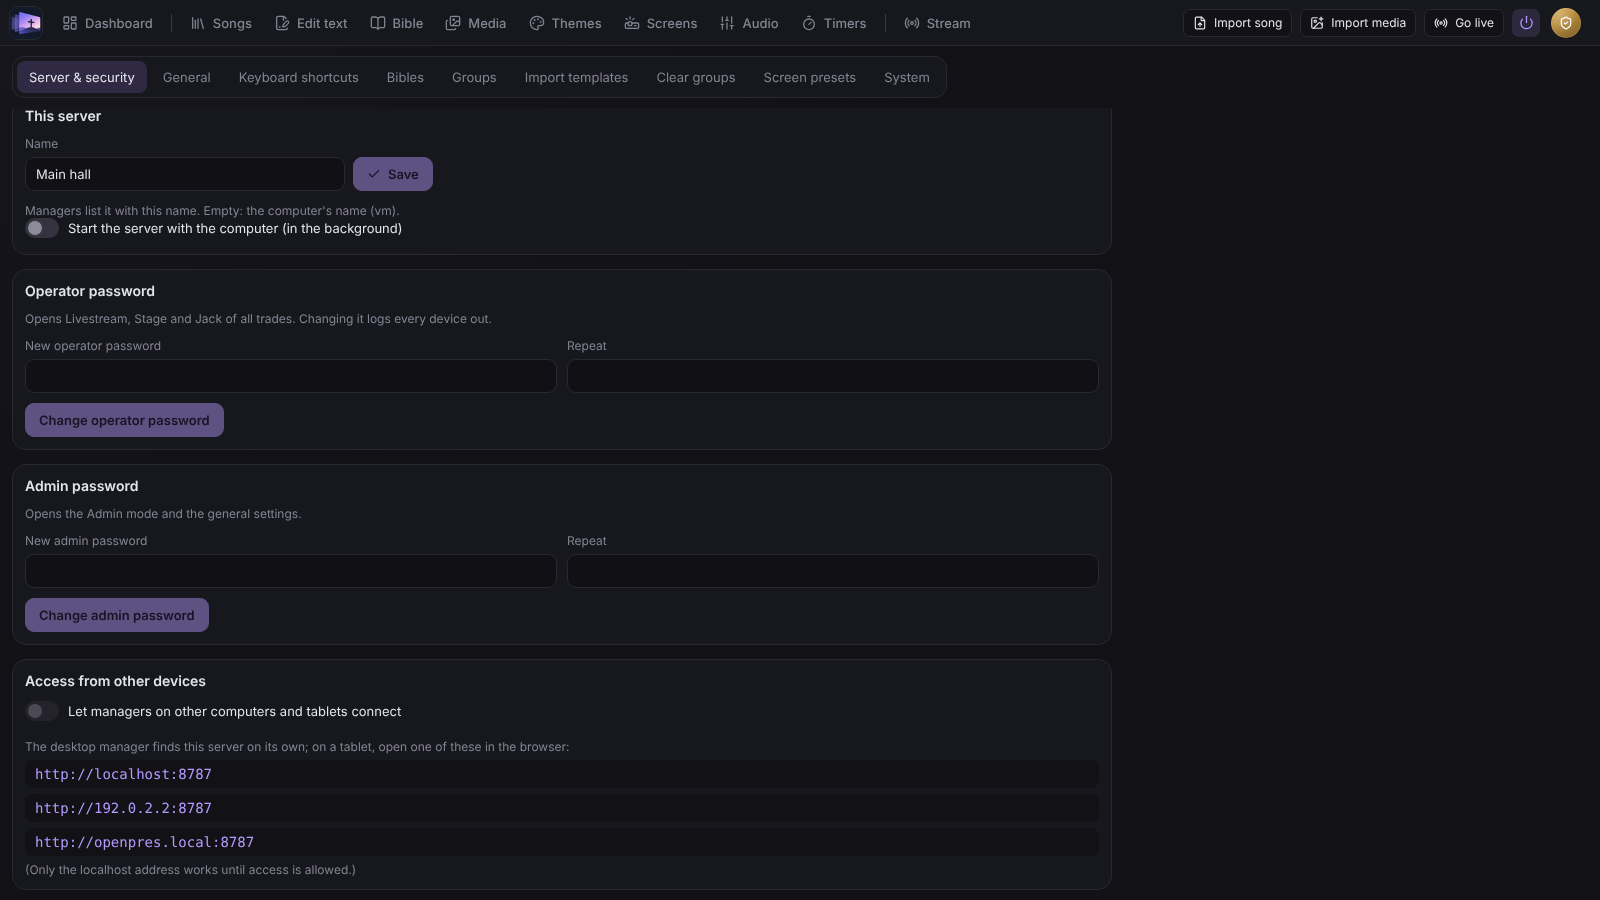 Dashboard
Songs
Edit text
Bible
Media
Themes
Screens
Audio
Timers
Stream
Import song
Import media
Go live
Server & security
General
Keyboard shortcuts
Bibles
Groups
Import templates
Clear groups
Screen presets
System
This server
Name
Main hall
Save
Managers list it with this name. Empty: the computer's name (vm).
Start the server with the computer (in the background)
Operator password
Opens Livestream, Stage and Jack of all trades. Changing it logs every device out.
New operator password
Repeat
Change operator password
Admin password
Opens the Admin mode and the general settings.
New admin password
Repeat
Change admin password
Access from other devices
Let managers on other computers and tablets connect
The desktop manager finds this server on its own; on a tablet, open one of these in the browser:
http://localhost:8787
http://192.0.2.2:8787
http://openpres.local:8787
(Only the localhost address works until access is allowed.)